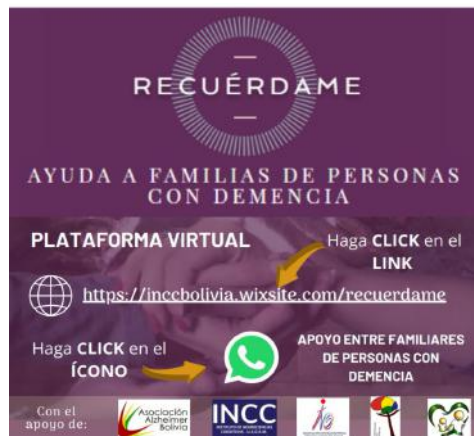 RECUÉRDAME
AYUDA A FAMILIAS DE PERSONAS
CON DEMENCIA
PLATAFORMA VIRTUAL
Haga CLICK en el
LINK
https://inccbolivia.wixsite.com/recuerdame
Haga CLICK en el
ÍCONO
APOYO ENTRE FAMILIARES
DE PERSONAS CON
DEMENCIA
Con el
apoyo de:
Asociación
Alzheimer
Bolivia
INCC